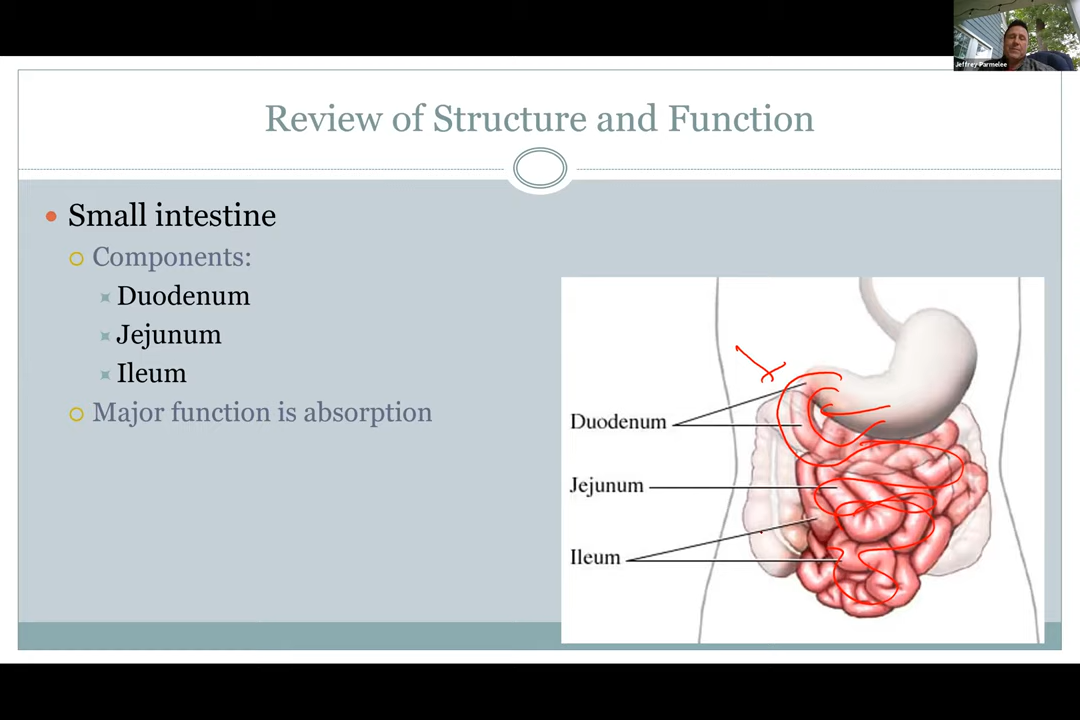 Jeffrey Parmelee
Review of Structure and Function
Small intestine
Components:
Duodenum
Jejunum
Ileum
Major function is absorption
Duodenum
Jejunum
Ileum